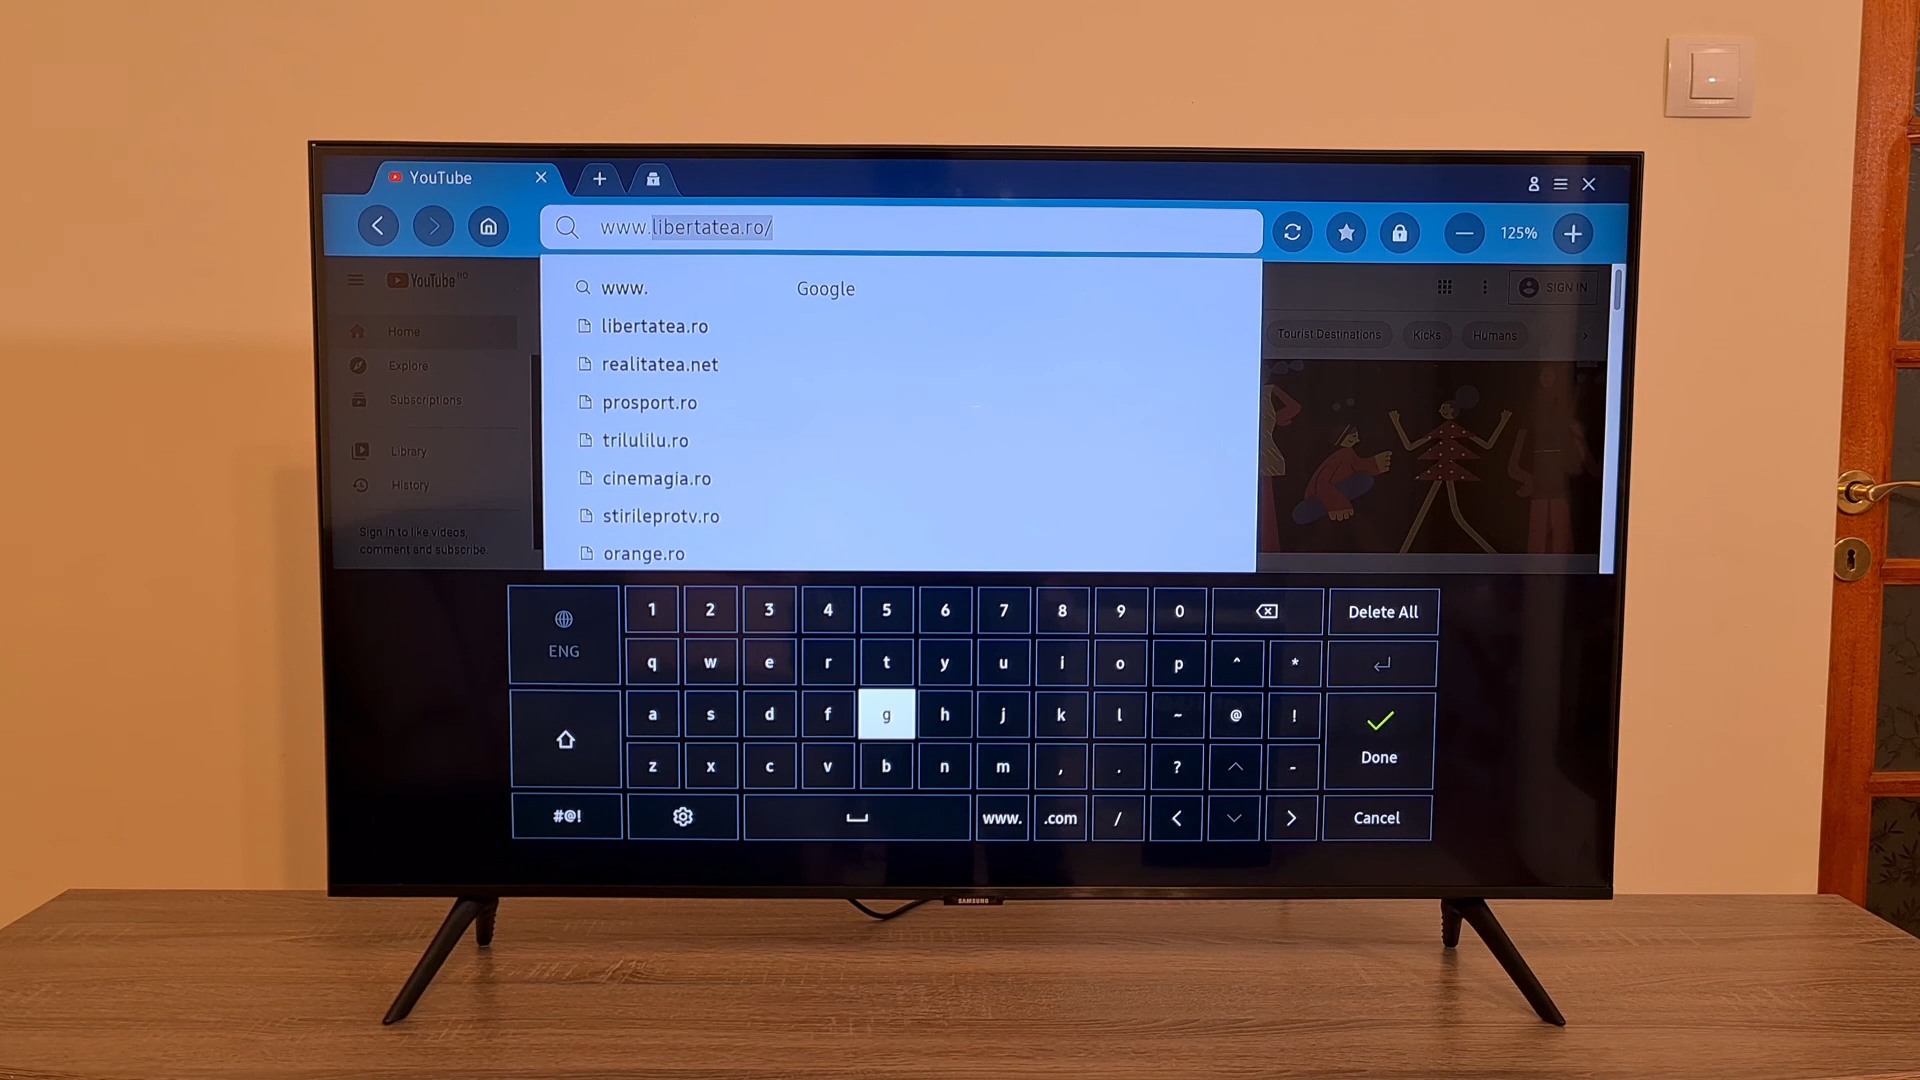 YouTube
www.libertatea.ro/
125%
YouTube RO
SIGN IN
www. Google
libertatea.ro
realitatea.net
prosport.ro
trilulilu.ro
cinemagia.ro
stirileprotv.ro
orange.ro
Home
Explore
Subscriptions
Library
History
Sign in to like videos,
comment and subscribe.
Tourist Destinations Kicks Humans
ENG
1 2 3 4 5 6 7 8 9 0 Delete All
q w e r t y u i o p ^ *
a s d f g h j k l ~ @ !
Done
z x c v b n m , . ? -
#@! www. .com / Cancel
SAMSUNG